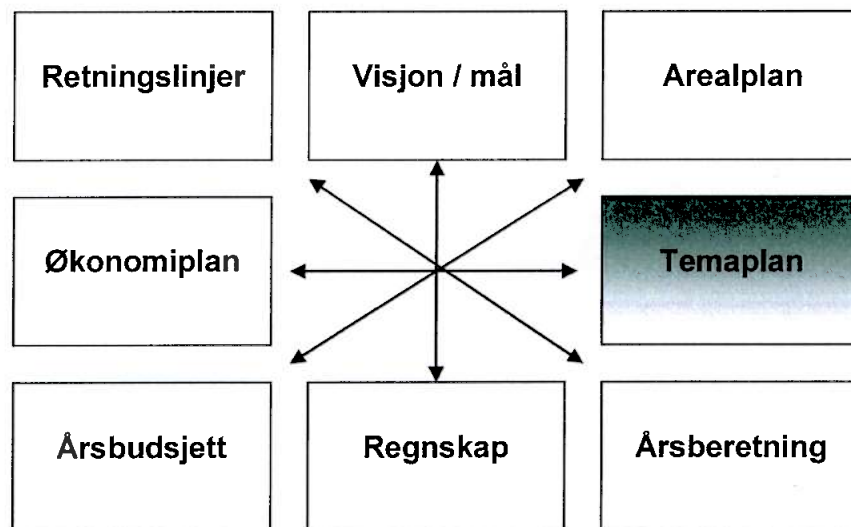 Retningslinjer
Visjon / mål
Arealplan
Økonomiplan
Temaplan
Årsbudsjett
Regnskap
Årsberetning